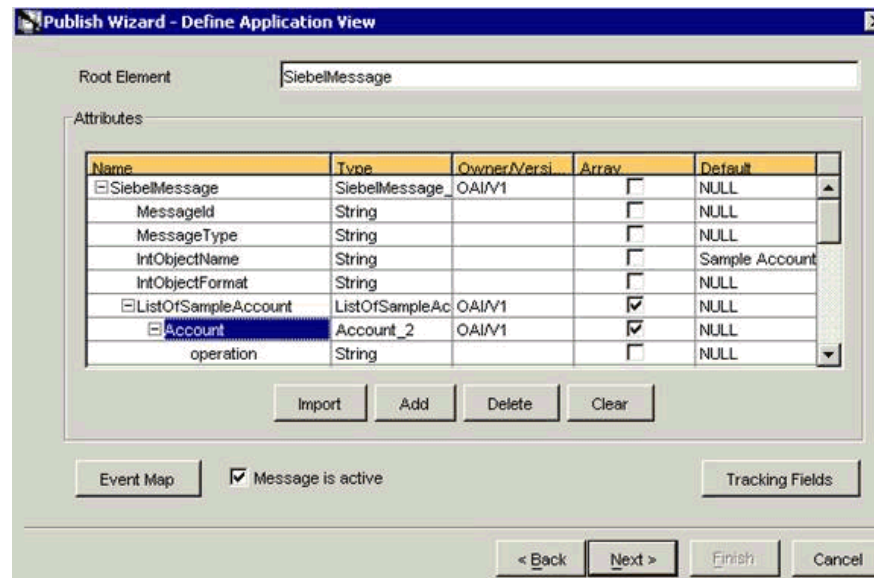 Publish Wizard - Define Application View
Root Element SiebelMessage
Attributes
Name Type Owner/Versi... Array Default
SiebelMessage SiebelMessage_ OAI/V1 NULL
MessageId String NULL
MessageType String NULL
IntObjectName String Sample Account
IntObjectFormat String NULL
ListOfSampleAccount ListOfSampleAc OAI/V1 NULL
Account Account_2 OAI/V1 NULL
operation String NULL
Import Add Delete Clear
Event Map Message is active Tracking Fields
< Back Next > Finish Cancel